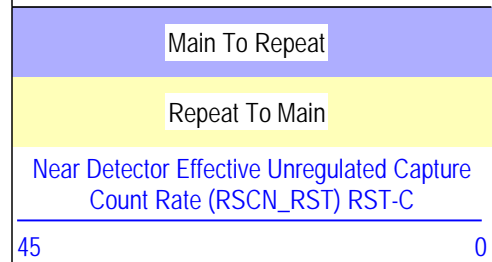 Main To Repeat
Repeat To Main
Near Detector Effective Unregulated Capture
Count Rate (RSCN_RST) RST-C
45 0